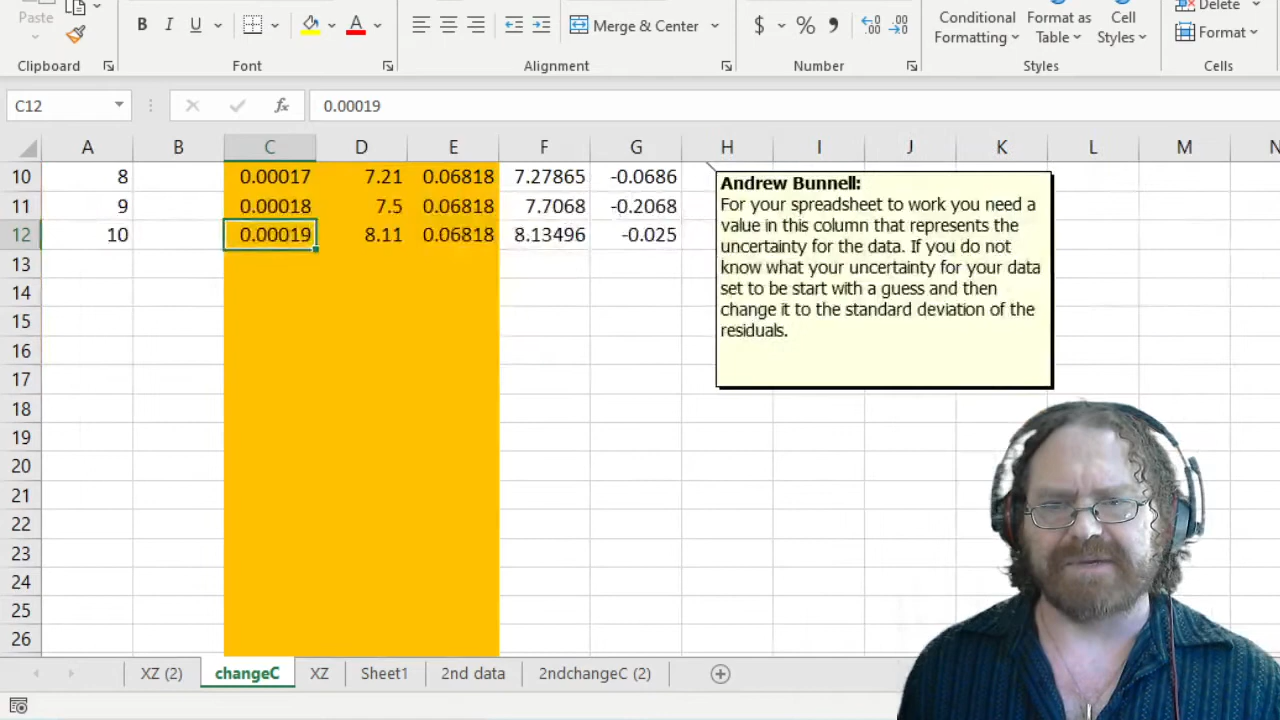 Paste
B I U A
Merge & Center
$ % 9 .00 .00
Conditional Format as Cell
Formatting Table Styles
Delete
Format
Clipboard Font Alignment Number Styles Cells
C12 fx 0.00019
A B C D E F G H I J K L M N
10 8 0.00017 7.21 0.06818 7.27865 -0.0686
11 9 0.00018 7.5 0.06818 7.7068 -0.2068
12 10 0.00019 8.11 0.06818 8.13496 -0.025
Andrew Bunnell:
For your spreadsheet to work you need a
value in this column that represents the
uncertainty for the data. If you do not
know what your uncertainty for your data
set to be start with a guess and then
change it to the standard deviation of the
residuals.
13
14
15
16
17
18
19
20
21
22
23
24
25
26
XZ (2) changeC XZ Sheet1 2nd data 2ndchangeC (2)